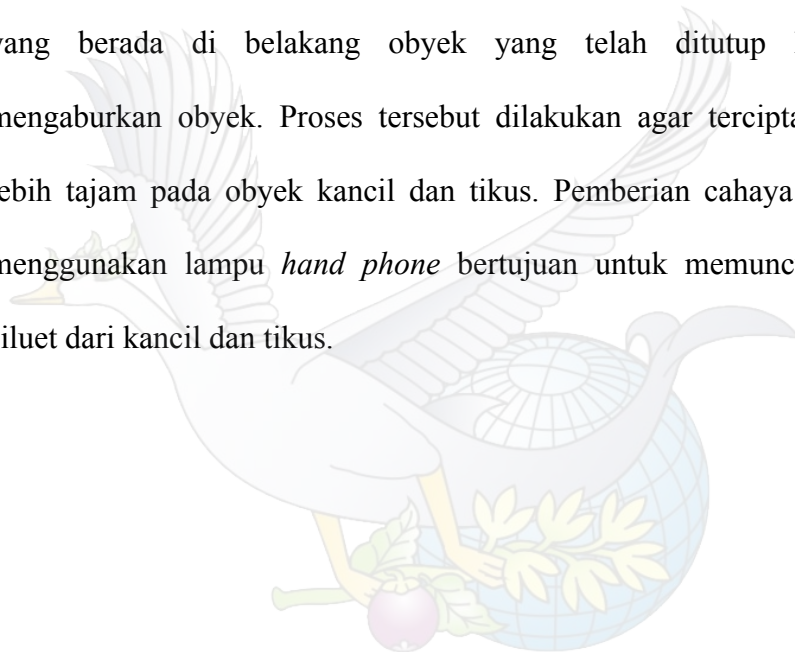 yang berada di belakang obyek yang telah ditutup
mengaburkan obyek. Proses tersebut dilakukan agar tercipta
lebih tajam pada obyek kancil dan tikus. Pemberian cahaya
menggunakan lampu hand phone bertujuan untuk memunc
iluet dari kancil dan tikus.